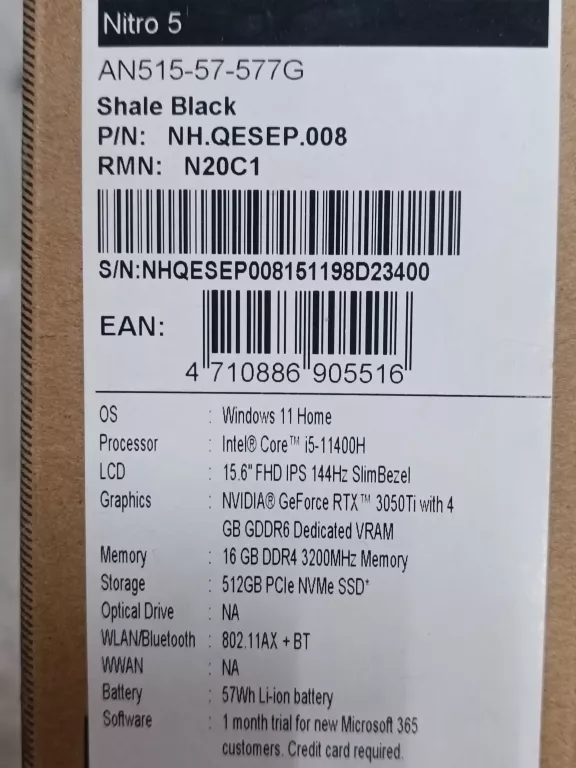 Nitro 5
AN515-57-577G
Shale Black
P/N: NH.QESEP.008
RMN: N20C1
S/N:NHQESEP008151198D23400
EAN:
4 710886 905516
OS : Windows 11 Home
Processor : Intel® Core™ i5-11400H
LCD : 15.6" FHD IPS 144Hz SlimBezel
Graphics : NVIDIA® GeForce RTX™ 3050Ti with 4
GB GDDR6 Dedicated VRAM
Memory : 16 GB DDR4 3200MHz Memory
Storage : 512GB PCIe NVMe SSD*
Optical Drive : NA
WLAN/Bluetooth : 802.11AX + BT
WWAN : NA
Battery : 57Wh Li-ion battery
Software : 1 month trial for new Microsoft 365
customers. Credit card required.